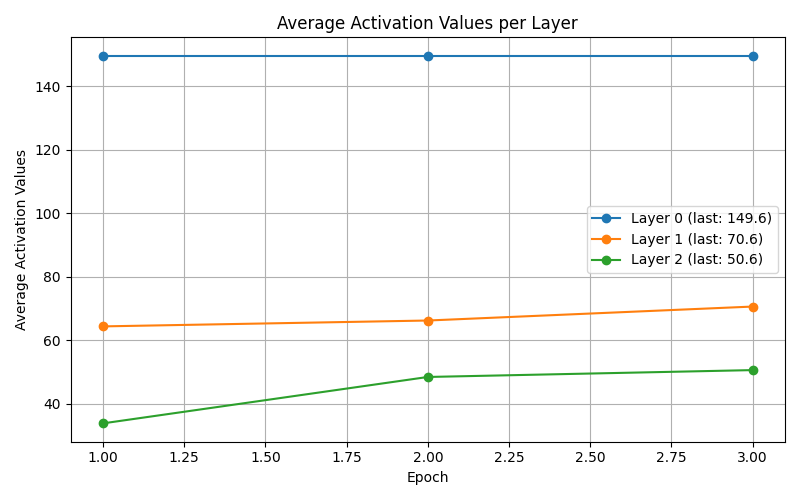 Average Activation Values per Layer
Average Activation Values
140
120
100
80
60
40
Layer 0 (last: 149.6)
Layer 1 (last: 70.6)
Layer 2 (last: 50.6)
1.00 1.25 1.50 1.75 2.00 2.25 2.50 2.75 3.00
Epoch